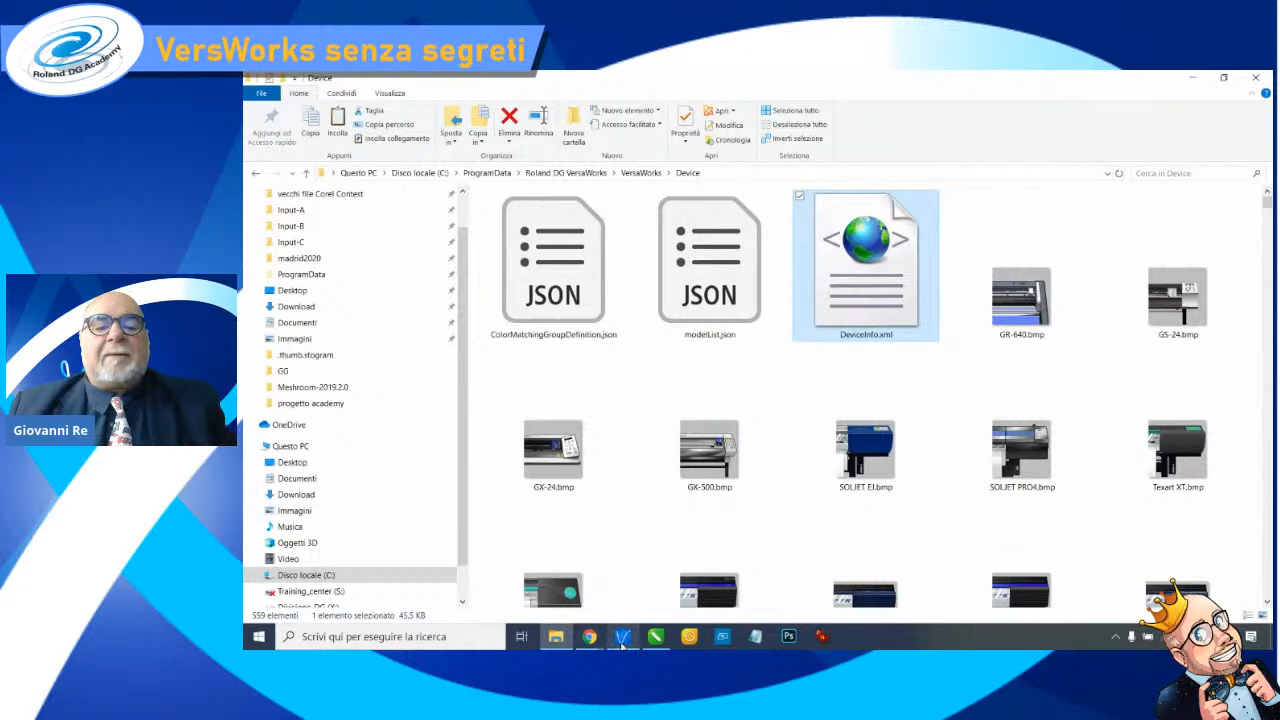 Roland DG Academy
VersWorks senza segreti
Device
File
Home
Condividi
Visualizza
Aggiungi ad
Accesso rapido
Copia
Incolla
Taglia
Copia percorso
Incolla collegamento
Appunti
Sposta
in
Copia
in
Elimina
Rinomina
Organizza
Nuova
cartella
Nuovo elemento
Accesso facilitato
Nuovo
Proprietà
Apri
Modifica
Cronologia
Apri
Seleziona tutto
Deseleziona tutto
Inverti selezione
Seleziona
Questo PC > Disco locale (C:) > ProgramData > Roland DG VersaWorks > VersaWorks > Device
Cerca in Device
vecchi file Corel Contest
Input-A
Input-B
Input-C
madrid2020
ProgramData
Desktop
Download
Documenti
Immagini
.thumb.stogram
GG
Meshroom-2019.2.0
progetto academy
OneDrive
Questo PC
Desktop
Documenti
Download
Immagini
Musica
Oggetti 3D
Video
Disco locale (C:)
Training_center (S:)
JSON
JSON
ColorMatchingGroupDefinition.json
modelList.json
DeviceInfo.xml
GR-640.bmp
GS-24.bmp
GX-24.bmp
GX-500.bmp
SOLJET EJ.bmp
SOLJET PRO4.bmp
Texart XT.bmp
559 elementi
1 elemento selezionato 45,5 KB
Scrivi qui per eseguire la ricerca
Ps
Giovanni Re